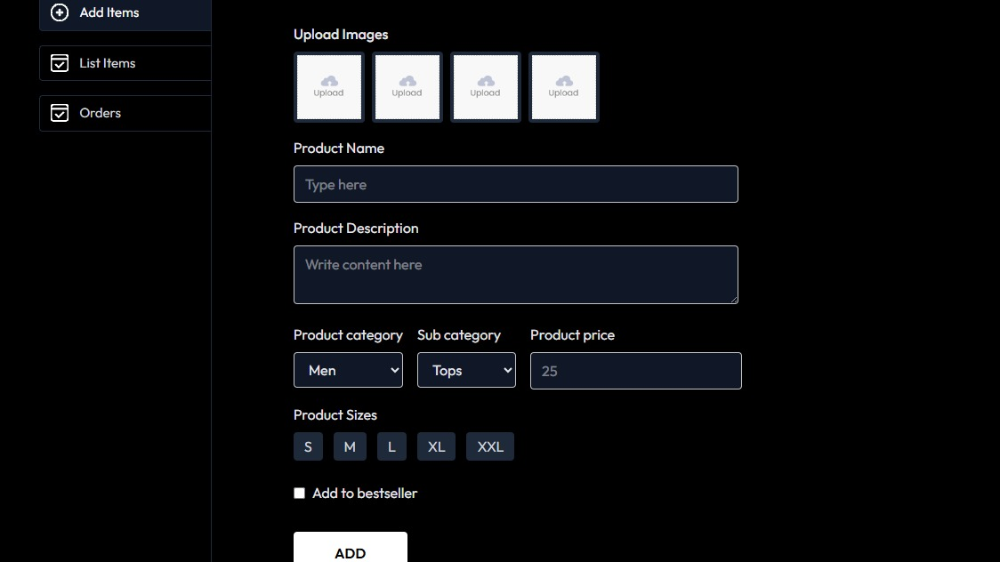 Add Items
List Items
Orders
Upload Images
Upload Upload Upload Upload
Product Name
Type here
Product Description
Write content here
Product category Sub category Product price
Men Tops 25
Product Sizes
S M L XL XXL
Add to bestseller
ADD